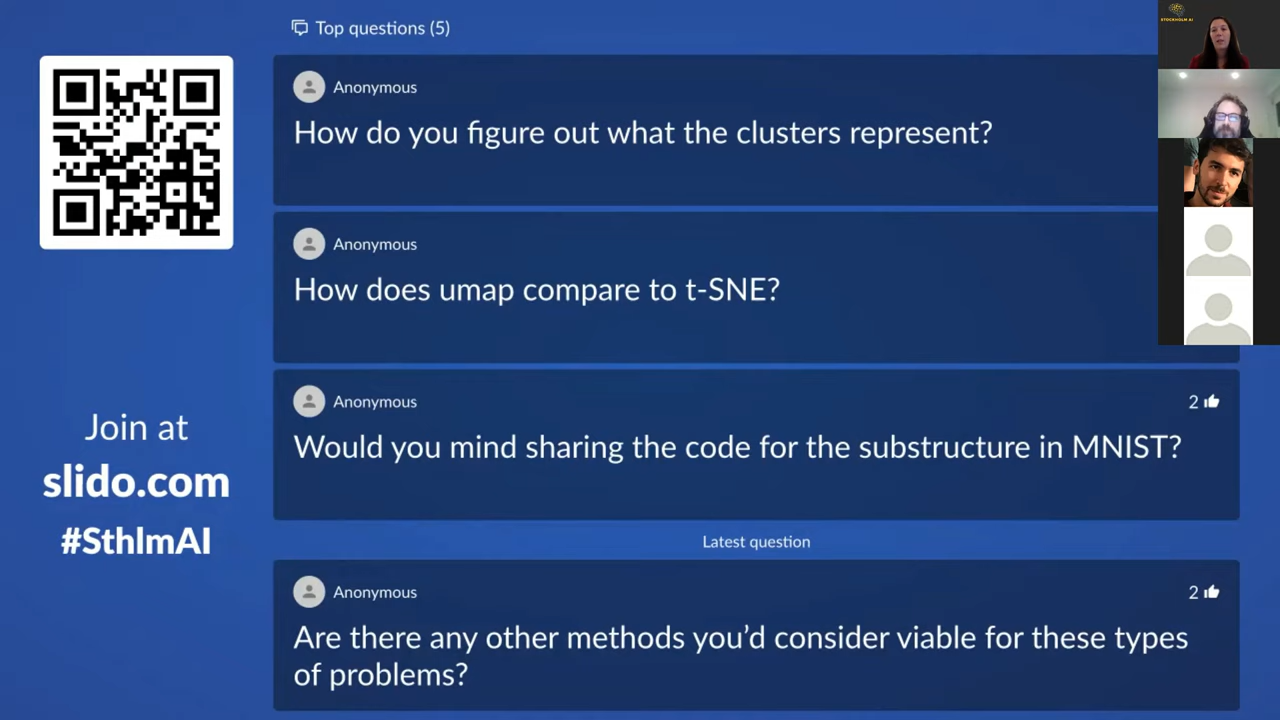 Top questions (5)
Anonymous
How do you figure out what the clusters represent?
Anonymous
How does umap compare to t-SNE?
Anonymous
2
Would you mind sharing the code for the substructure in MNIST?
Latest question
Anonymous
2
Are there any other methods you'd consider viable for these types
of problems?
Join at
slido.com
#SthlmAI
STOCKHOLM AI